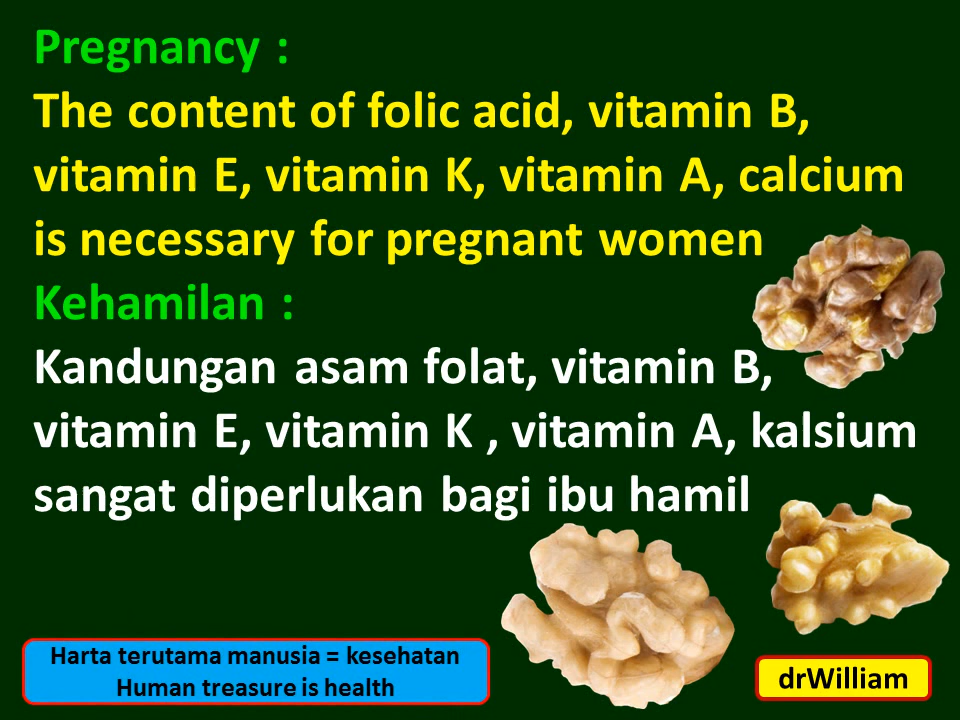 Pregnancy :
The content of folic acid, vitamin B,
vitamin E, vitamin K, vitamin A, calcium
is necessary for pregnant women
Kehamilan :
Kandungan asam folat, vitamin B,
vitamin E, vitamin K , vitamin A, kalsium
sangat diperlukan bagi ibu hamil
Harta terutama manusia = kesehatan
Human treasure is health
drWilliam